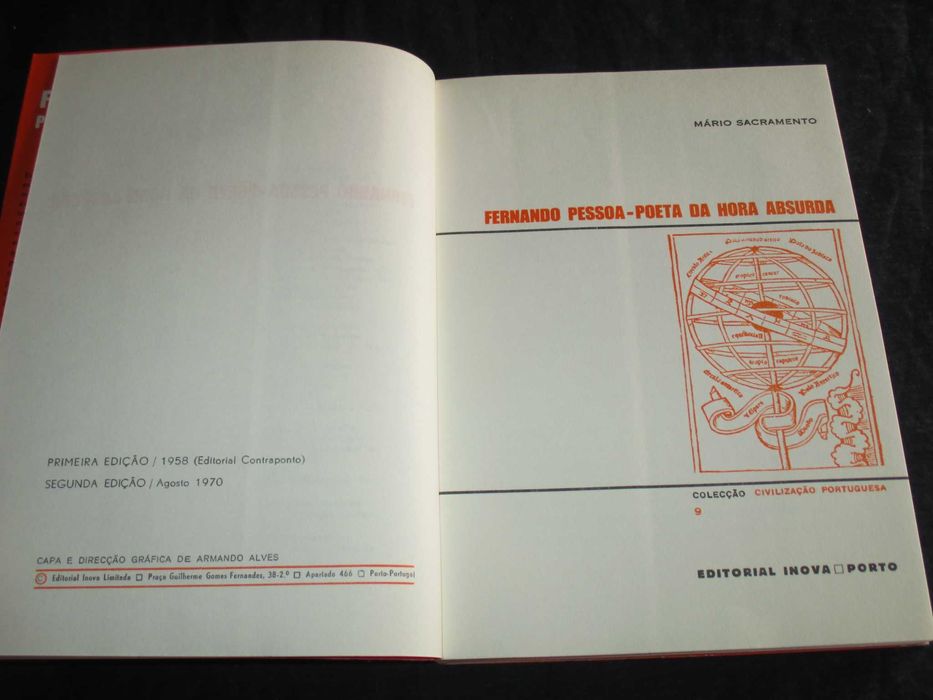 PRIMEIRA EDIÇÃO / 1958 (Editorial Contraponto)
SEGUNDA EDIÇÃO / Agosto 1970
CAPA E DIRECÇÃO GRÁFICA DE ARMANDO ALVES
© Editorial Inova Limitada □ Praça Guilherme Gomes Fernandes, 38-2.º □ Apartado 466 □ Porto-Portugal
MÁRIO SACRAMENTO
FERNANDO PESSOA-POETA DA HORA ABSURDA
COLECÇÃO CIVILIZAÇÃO PORTUGUESA
9
EDITORIAL INOVA □ PORTO